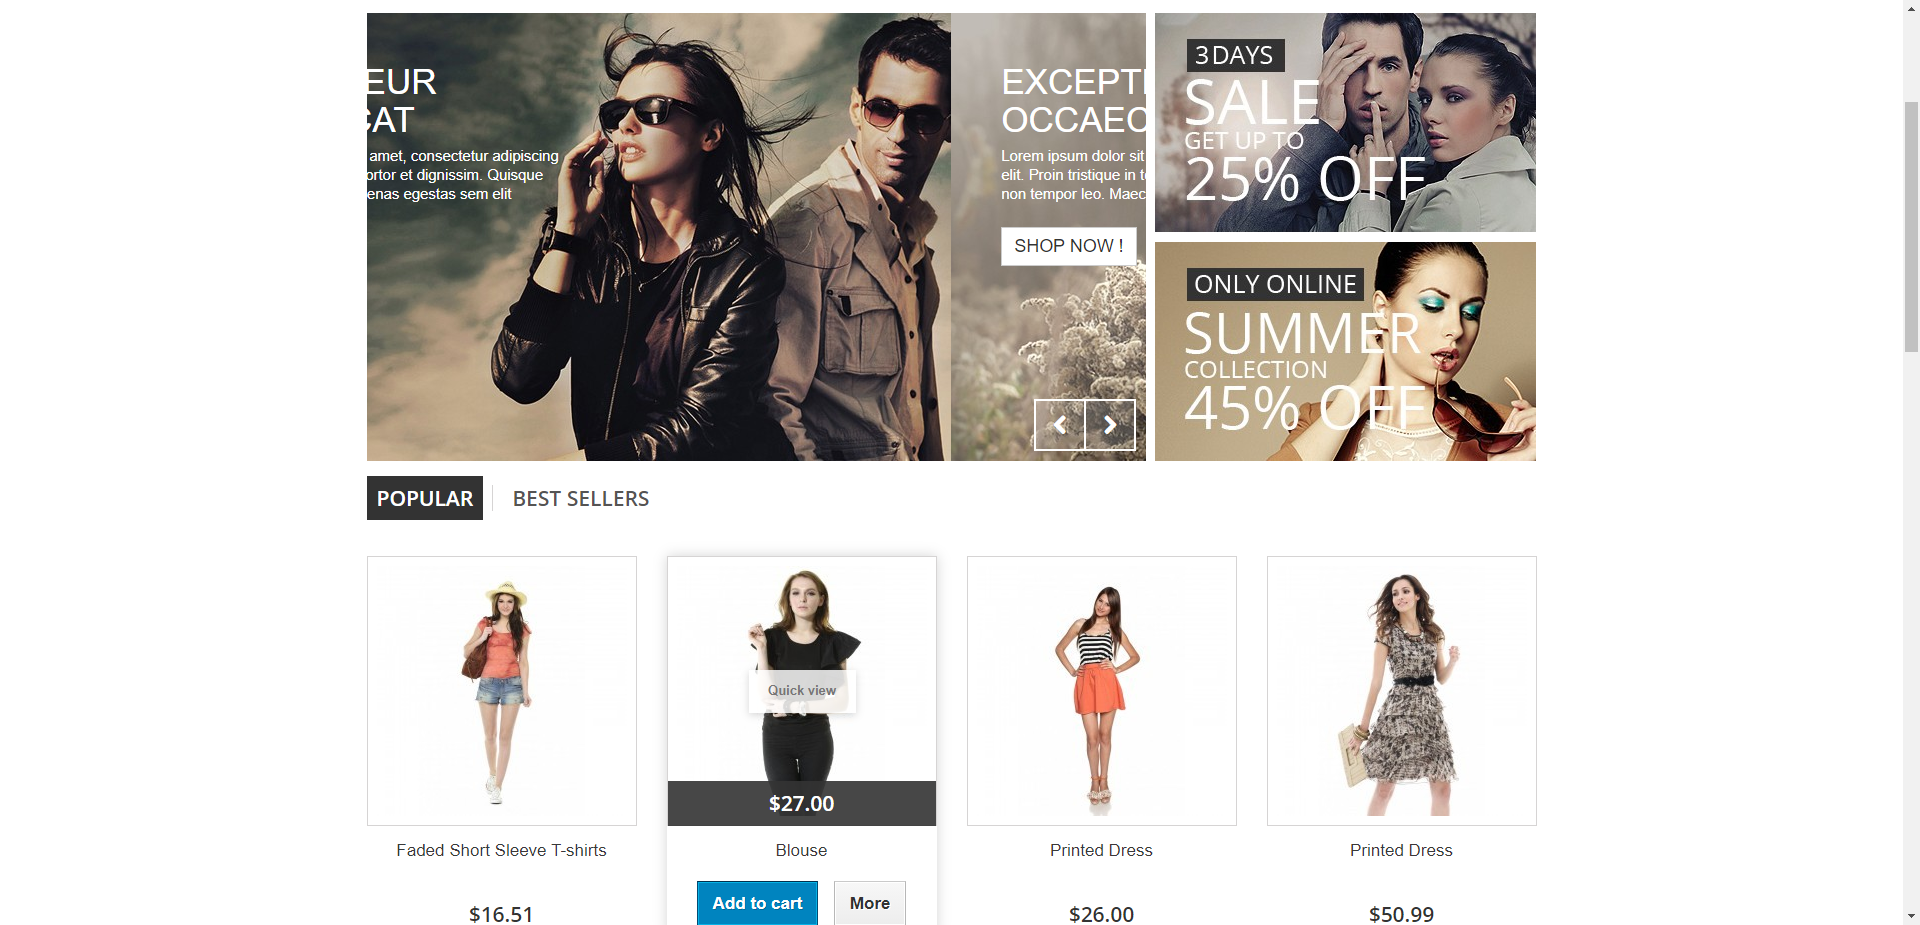 EUR
CAT
amet, consectetur adipiscing
ortor et dignissim. Quisque
enas egestas sem elit
EXCEPT
OCCAEC
Lorem ipsum dolor sit
elit. Proin tristique in t
non tempor leo. Maec
SHOP NOW !
3DAYS
SALE
GET UP TO
25% OFF
ONLY ONLINE
SUMMER
COLLECTION
45% OFF
POPULAR
BEST SELLERS
Quick view
$27.00
Faded Short Sleeve T-shirts
Blouse
Printed Dress
Printed Dress
Add to cart
More
$16.51
$26.00
$50.99